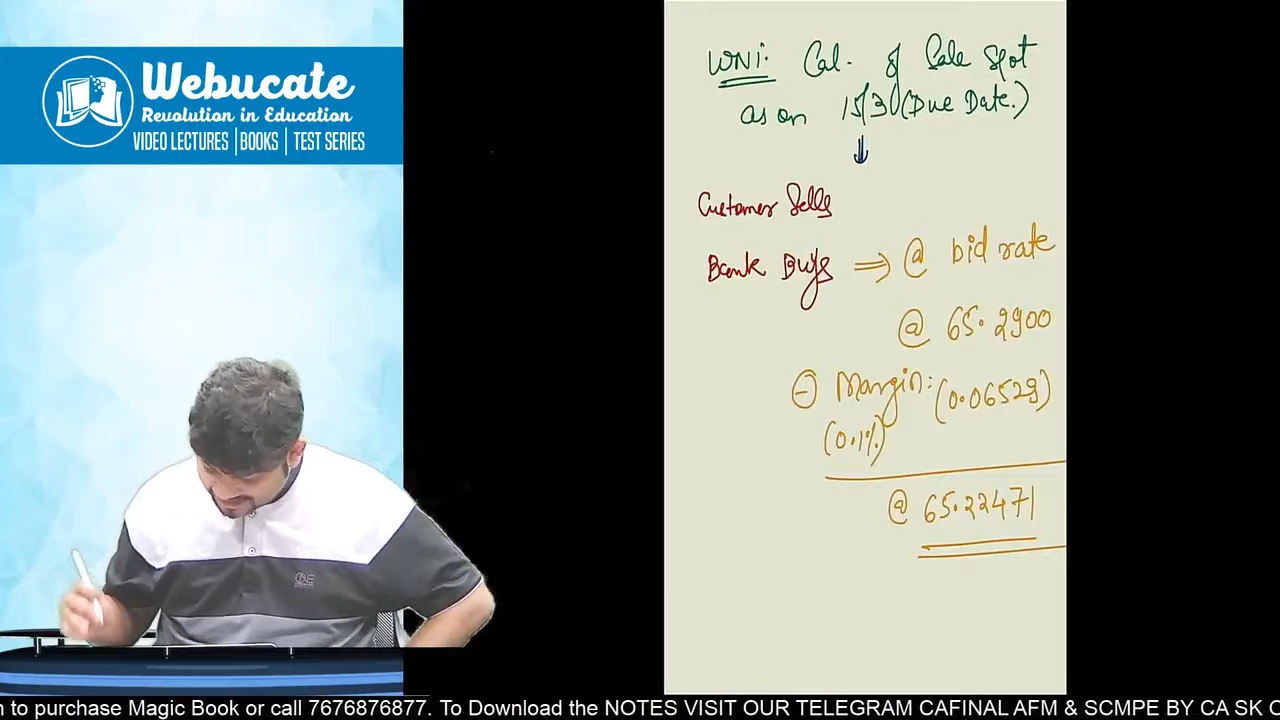 Webucate
Revolution in Education
VIDEO LECTURES | BOOKS | TEST SERIES
WN1: Cal. of Sale Spot
as on 15/3 (Due Date.)
Customer Sells
Bank Buys ⇒ @ bid rate
@ 65.2900
(-) Margin: (0.06529)
(0.1%)
@ 65.22471
n to purchase Magic Book or call 7676876877. To Download the NOTES VISIT OUR TELEGRAM CAFINAL AFM & SCMPE BY CA SK C